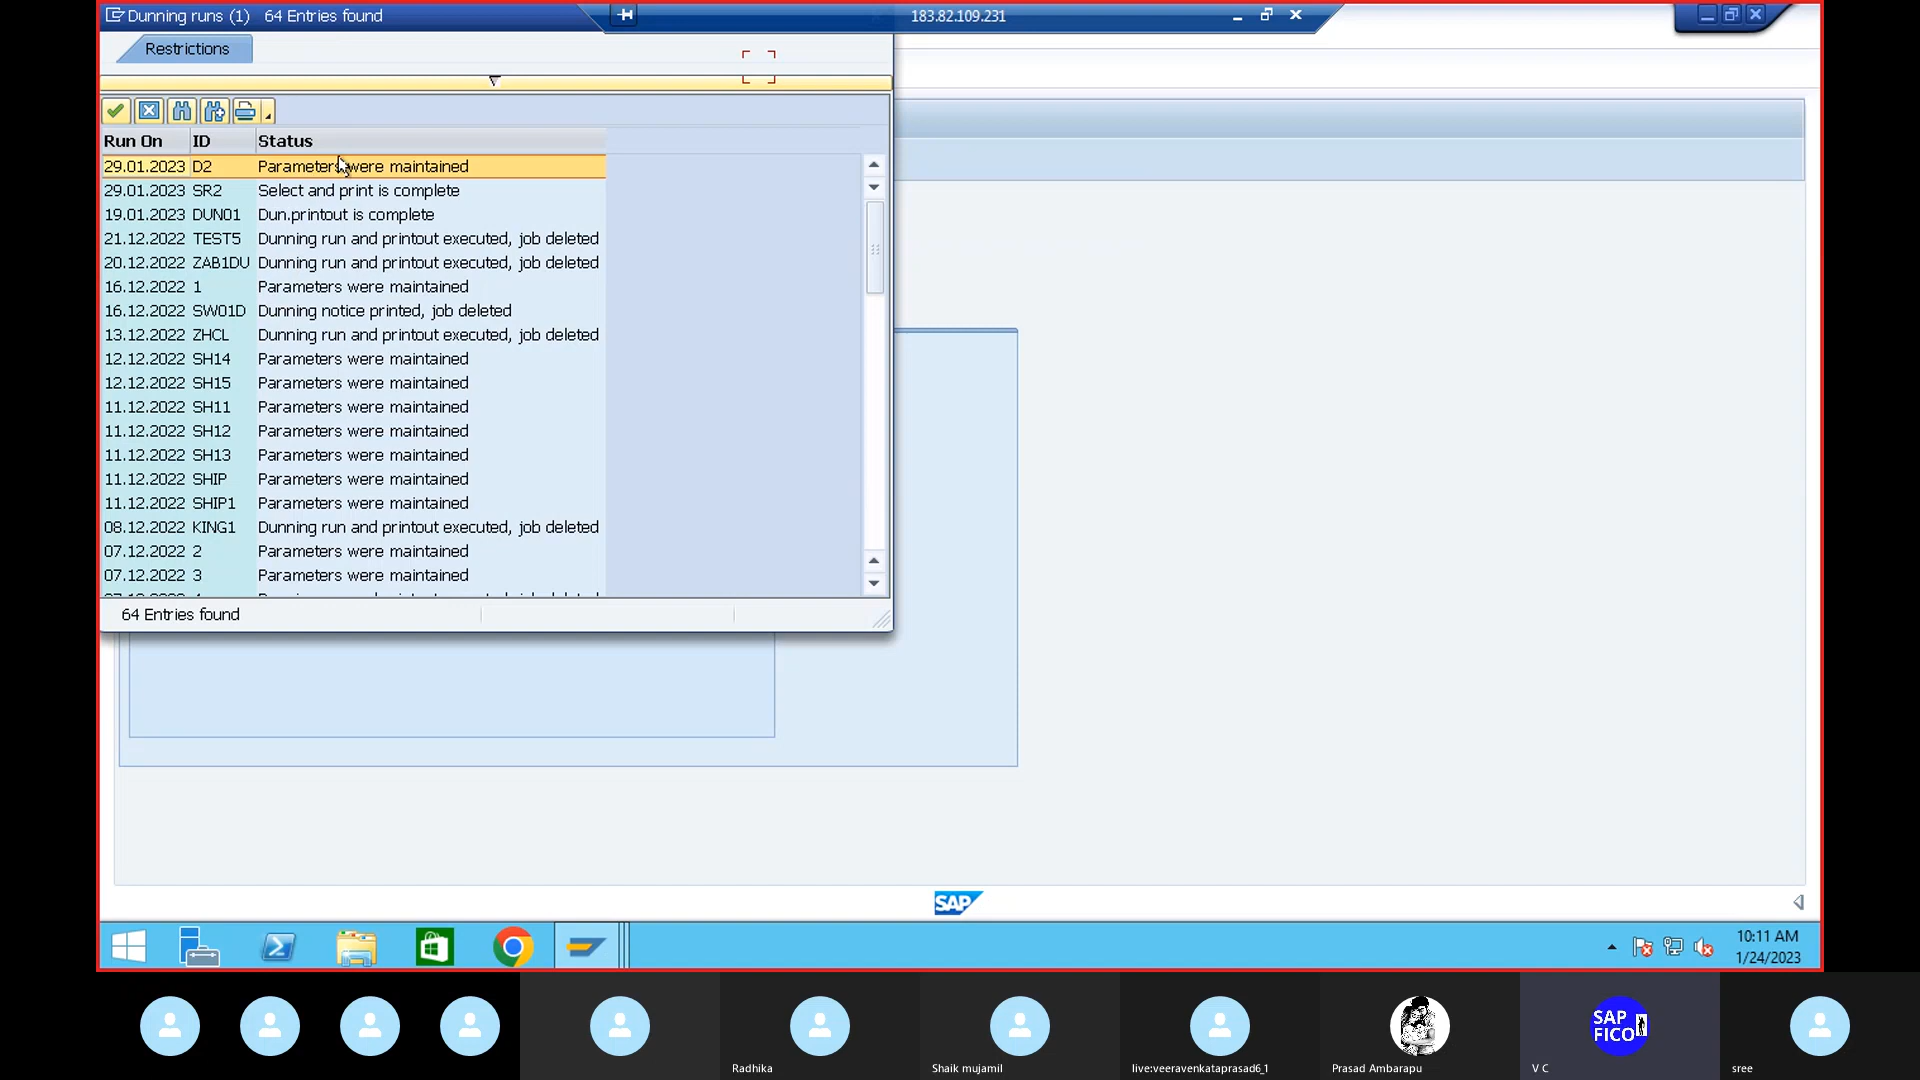 Dunning runs (1)   64 Entries found
183.82.109.231
Restrictions
Run On ID Status
29.01.2023 D2 Parameters were maintained
29.01.2023 SR2 Select and print is complete
19.01.2023 DUN01 Dun.printout is complete
21.12.2022 TEST5 Dunning run and printout executed, job deleted
20.12.2022 ZAB1DU Dunning run and printout executed, job deleted
16.12.2022 1 Parameters were maintained
16.12.2022 SW01D Dunning notice printed, job deleted
13.12.2022 ZHCL Dunning run and printout executed, job deleted
12.12.2022 SH14 Parameters were maintained
12.12.2022 SH15 Parameters were maintained
11.12.2022 SH11 Parameters were maintained
11.12.2022 SH12 Parameters were maintained
11.12.2022 SH13 Parameters were maintained
11.12.2022 SHIP Parameters were maintained
11.12.2022 SHIP1 Parameters were maintained
08.12.2022 KING1 Dunning run and printout executed, job deleted
07.12.2022 2 Parameters were maintained
07.12.2022 3 Parameters were maintained
64 Entries found
SAP
10:11 AM
1/24/2023
SAP
FICO
Radhika
Shaik mujamil
live:veeravenkataprasad6_1
Prasad Ambarapu
V C
sree